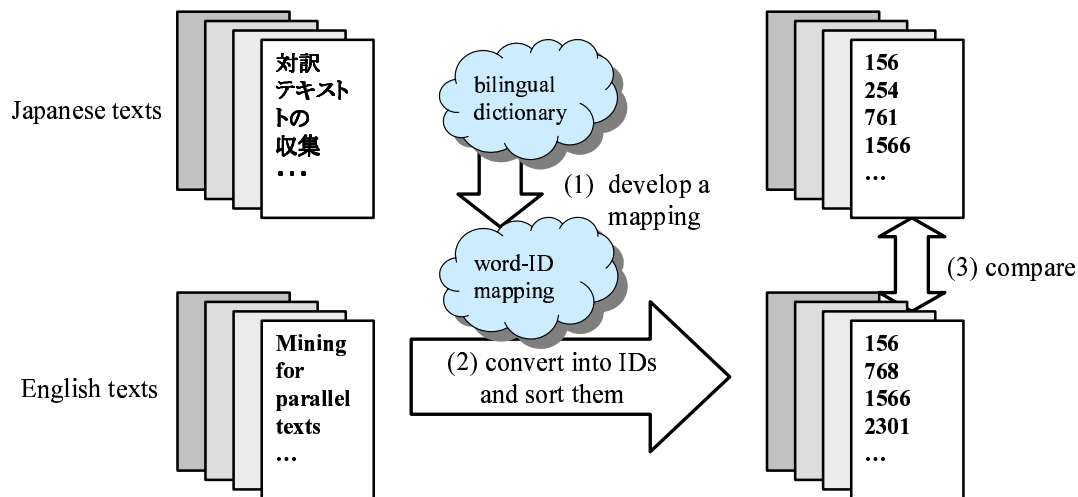 Japanese texts
対訳
テキスト
トの
収集
･･･
bilingual
dictionary
(1) develop a
mapping
word-ID
mapping
156
254
761
1566
...
(3) compare
English texts
Mining
for
parallel
texts
...
(2) convert into IDs
and sort them
156
768
1566
2301
...